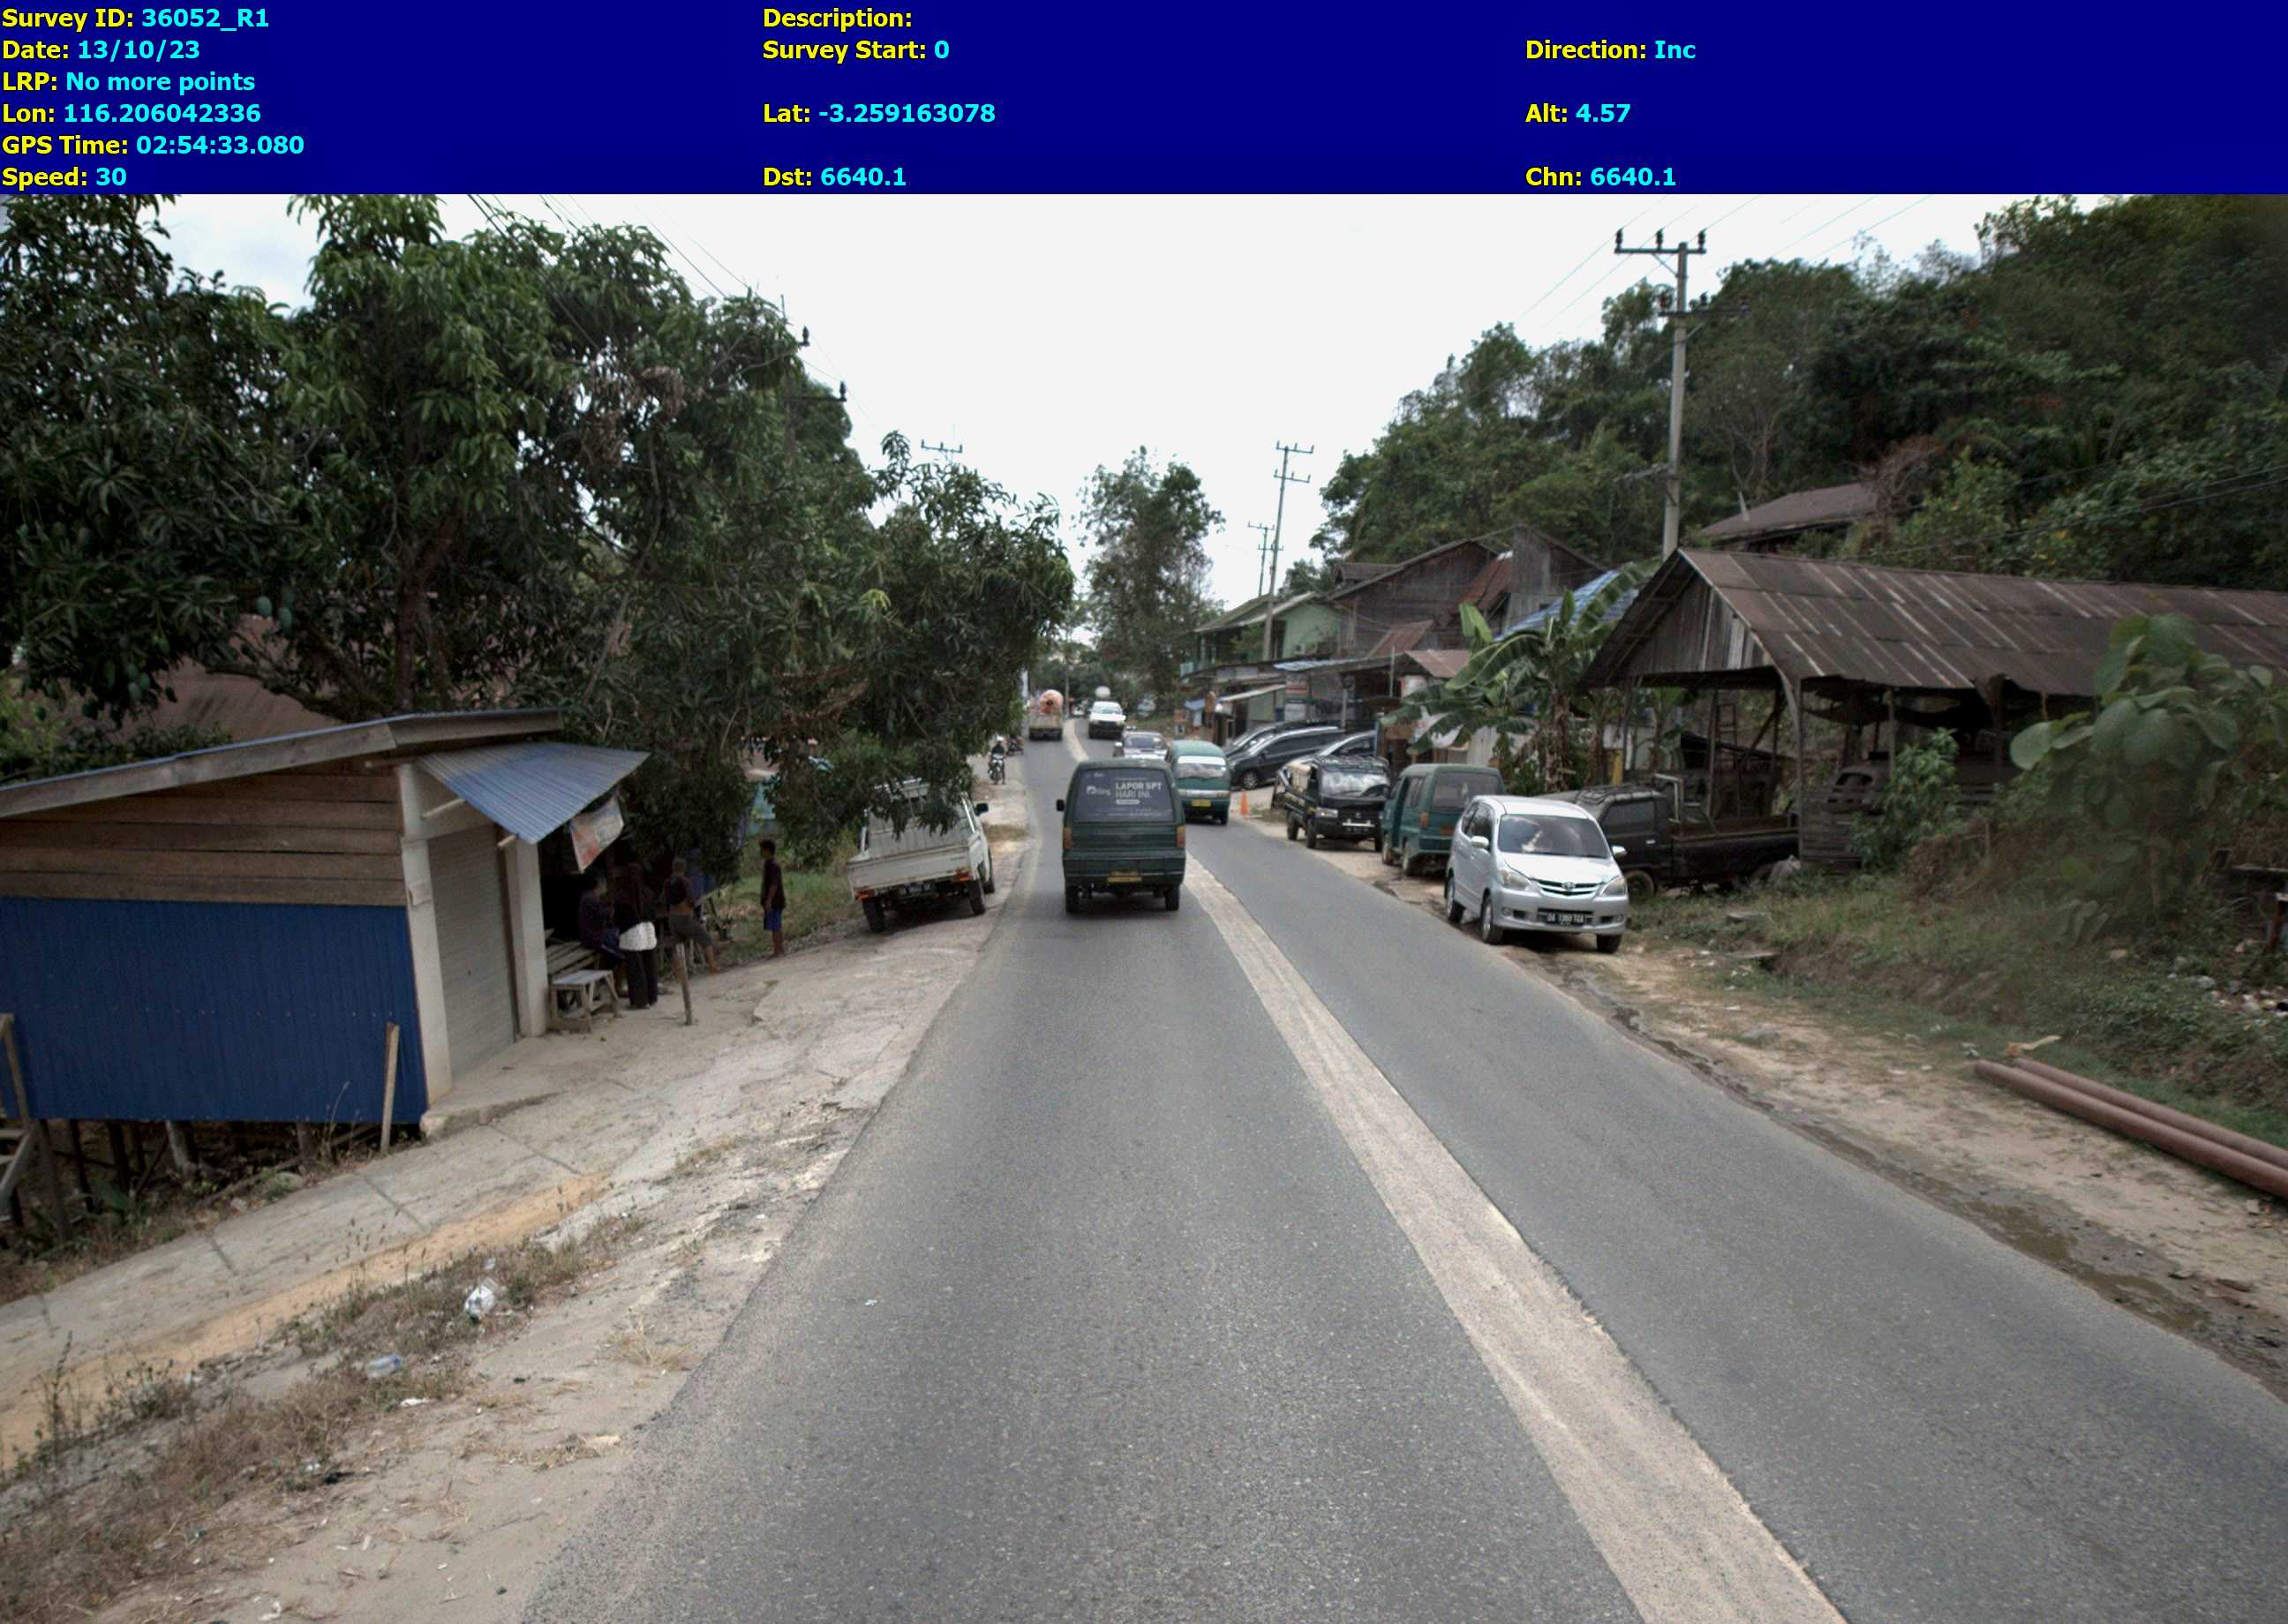 Survey ID: 36052_R1
Description:
Date: 13/10/23
Survey Start: 0
Direction: Inc
LRP: No more points
Lon: 116.206042336
Lat: -3.259163078
Alt: 4.57
GPS Time: 02:54:33.080
Speed: 30
Dst: 6640.1
Chn: 6640.1
LAPOR SPT
HARI INI.